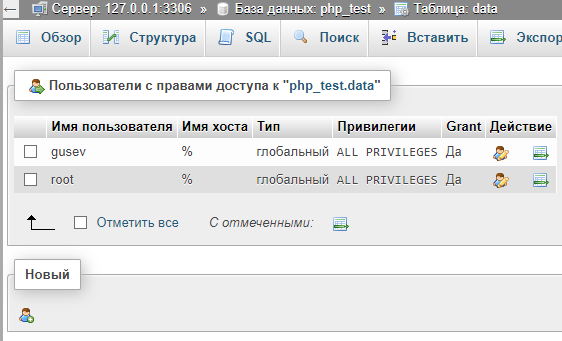 Сервер: 127.0.0.1:3306 » База данных: php_test » Таблица: data
Обзор Структура SQL Поиск Вставить Экспор
Пользователи с правами доступа к "php_test.data"
Имя пользователя Имя хоста Тип Привилегии Grant Действие
gusev % глобальный ALL PRIVILEGES Да
root % глобальный ALL PRIVILEGES Да
Отметить все С отмеченными:
Новый